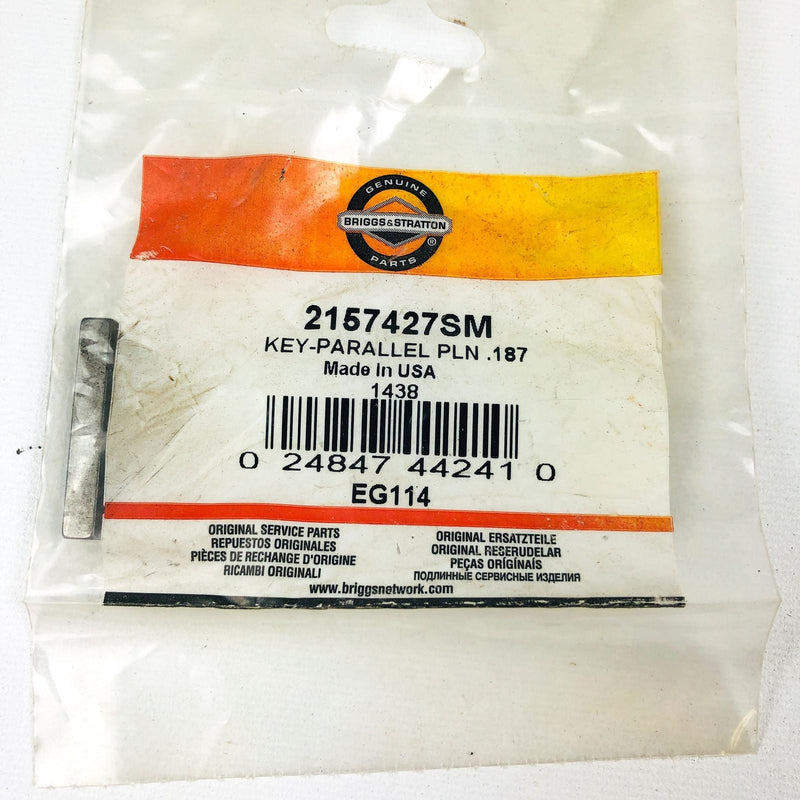 GENUINE
BRIGGS&STRATTON
®
PARTS
2157427SM
KEY-PARALLEL PLN .187
Made In USA
1438
0 24847 44241 0
EG114
ORIGINAL SERVICE PARTS
REPUESTOS ORIGINALES
PIÈCES DE RECHANGE D'ORIGINE
RICAMBI ORIGINALI
ORIGINAL ERSATZTEILE
ORIGINAL RESERUDELAR
PEÇAS ORIGÍNAIS
ПОДЛИННЫЕ СЕРВИСНЫЕ ИЗДЕЛИЯ
www.briggsnetwork.com